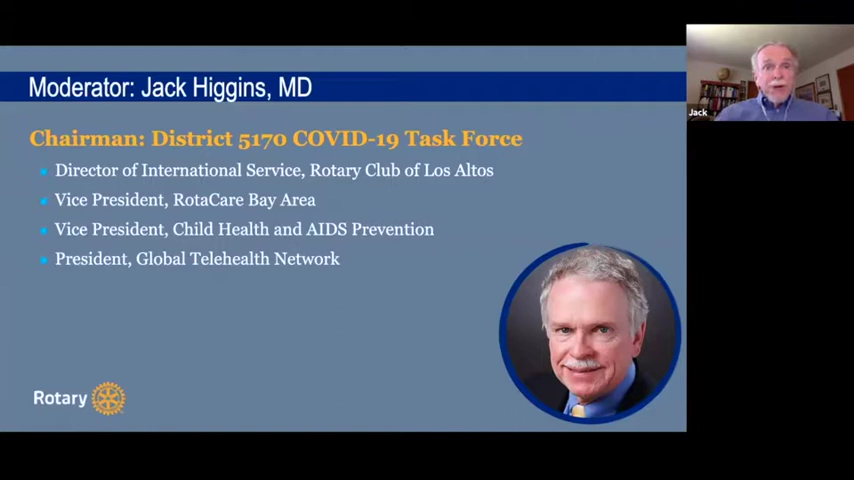 Moderator: Jack Higgins, MD
Jack
Chairman: District 5170 COVID-19 Task Force
Director of International Service, Rotary Club of Los Altos
Vice President, RotaCare Bay Area
Vice President, Child Health and AIDS Prevention
President, Global Telehealth Network
Rotary